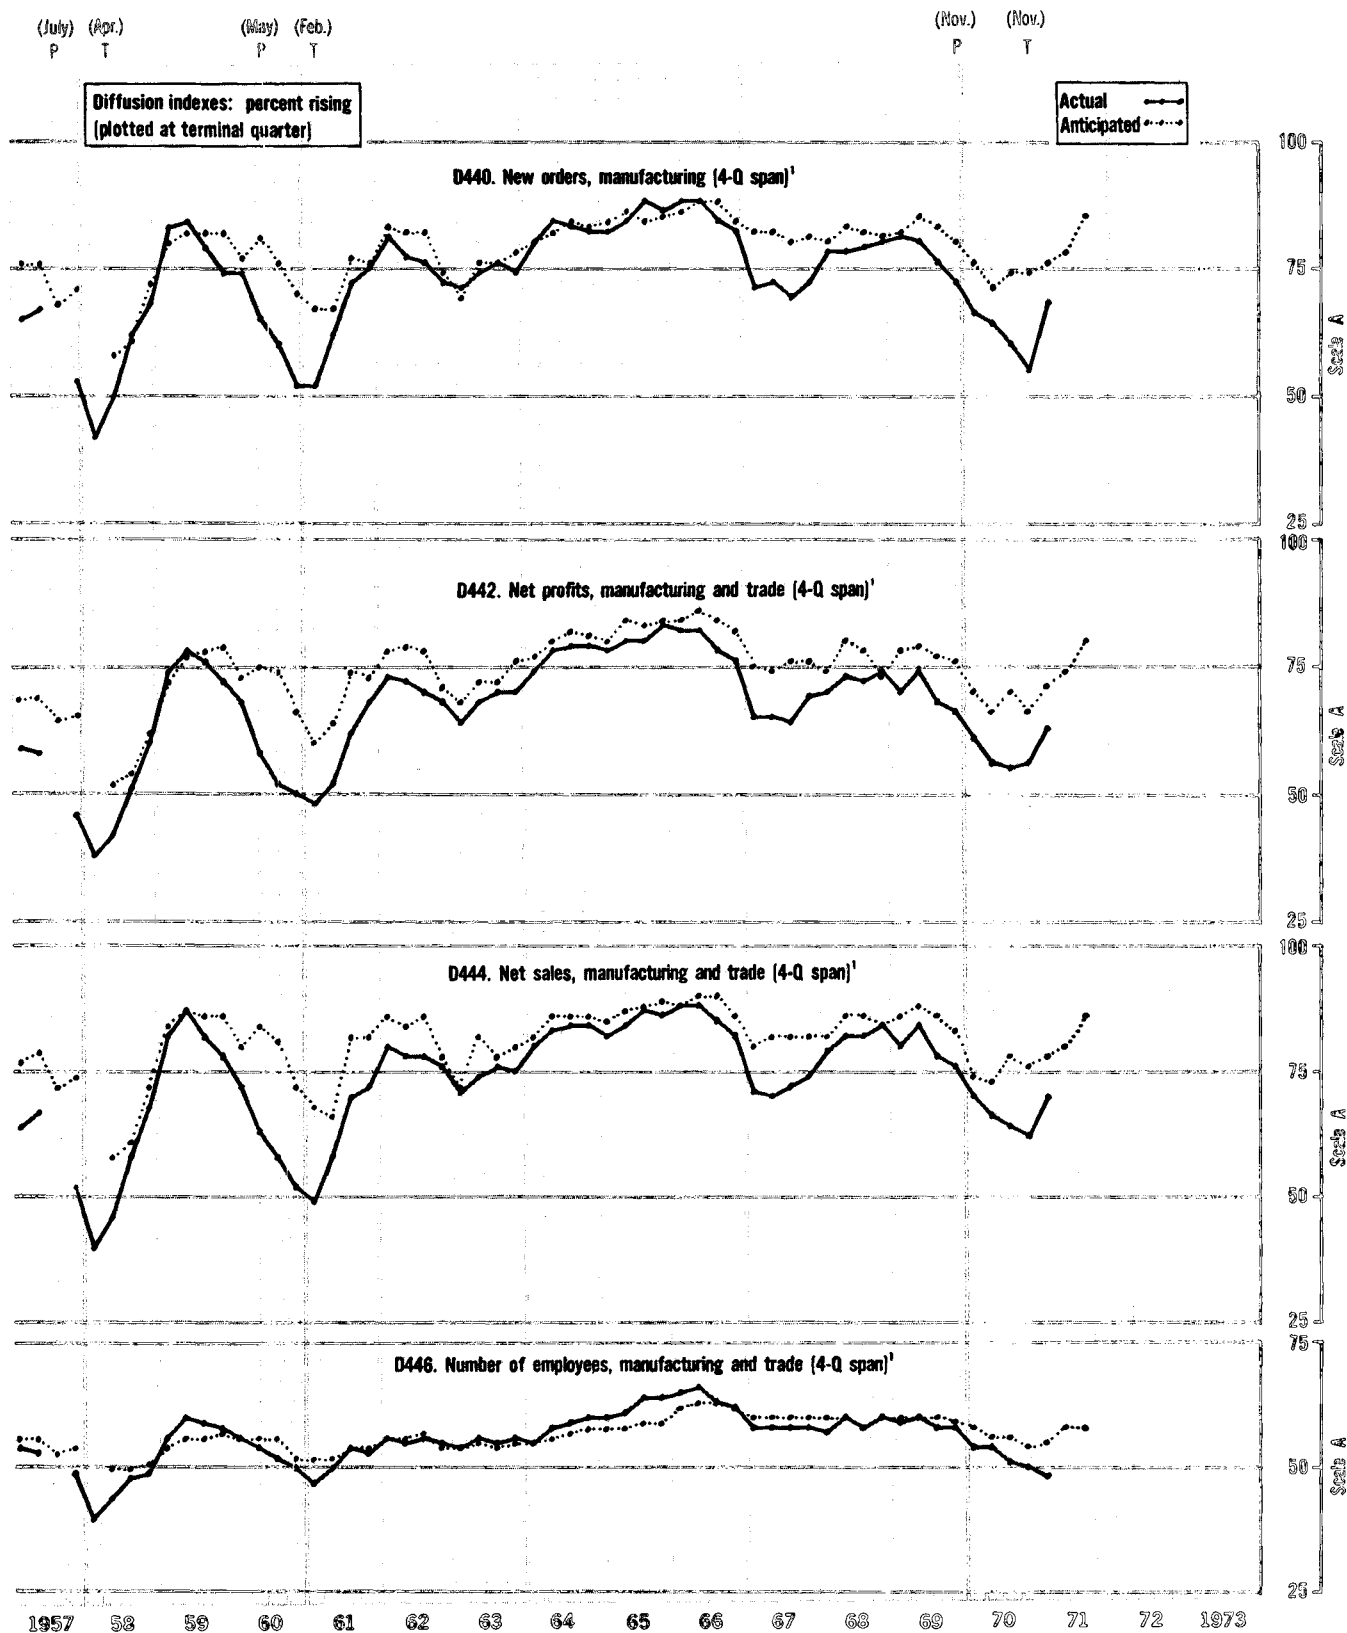 (July) (Apr.) (May) (Feb.) (Nov.) (Nov.)
P T P T P T
Diffusion indexes: percent rising
(plotted at terminal quarter)
Actual
Anticipated
100
D440. New orders, manufacturing (4-Q span)¹
75
Scale A
50
25
100
D442. Net profits, manufacturing and trade (4-Q span)¹
75
Scale A
50
25
100
D444. Net sales, manufacturing and trade (4-Q span)¹
75
Scale A
50
25
75
D446. Number of employees, manufacturing and trade (4-Q span)¹
50
Scale A
25
1957 58 59 60 61 62 63 64 65 66 67 68 69 70 71 72 1973